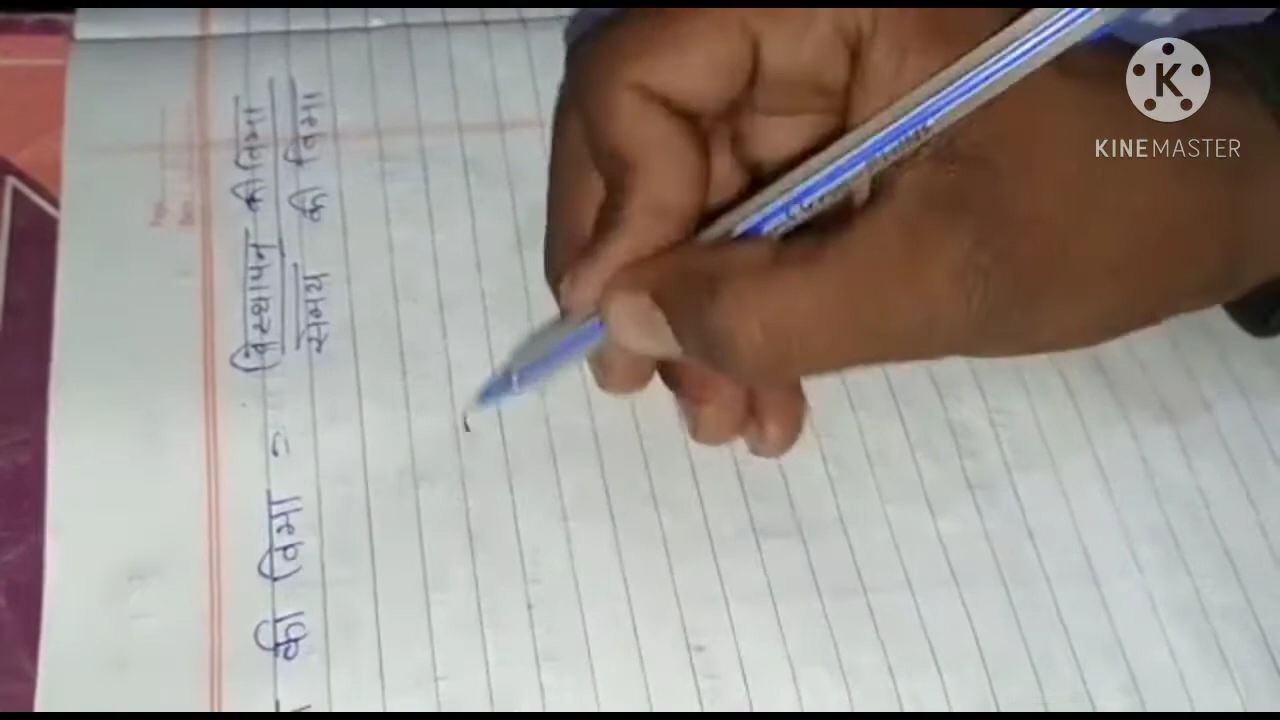 की विमा = विस्थापन की विमा
समय की विमा
KINEMASTER